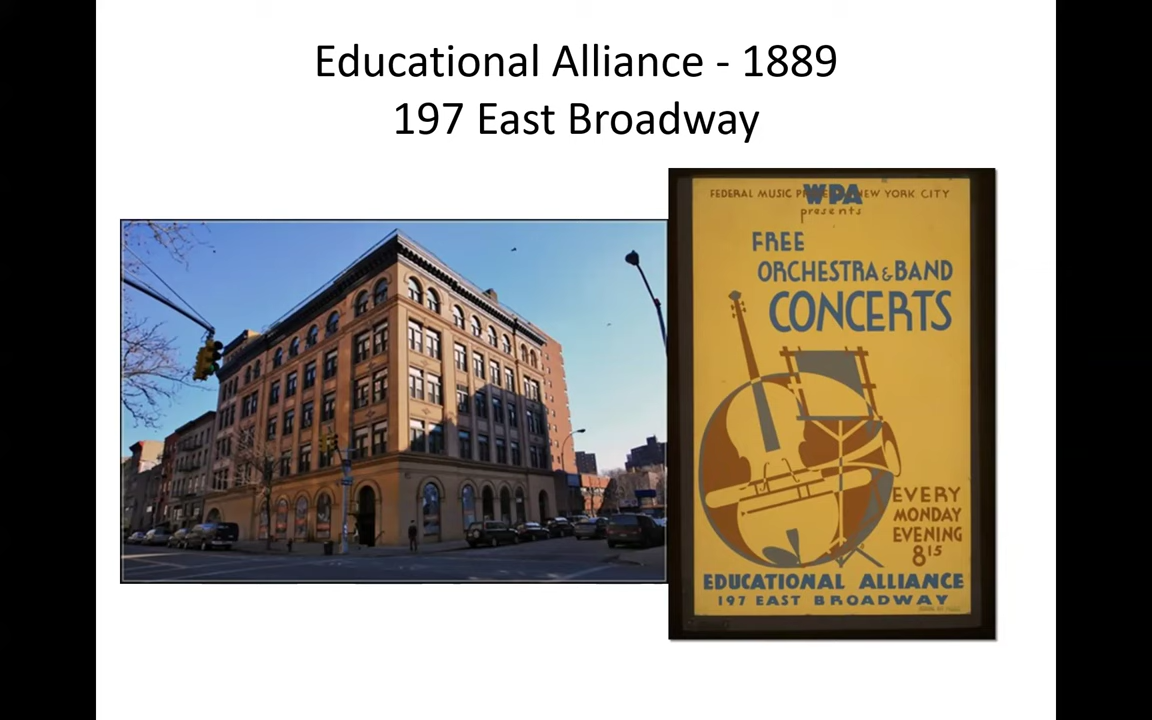 Educational Alliance - 1889
197 East Broadway
WPA
FEDERAL MUSIC NEW YORK CITY
presents
FREE
ORCHESTRA & BAND
CONCERTS
EVERY
MONDAY
EVENING
8 15
EDUCATIONAL ALLIANCE
197 EAST BROADWAY